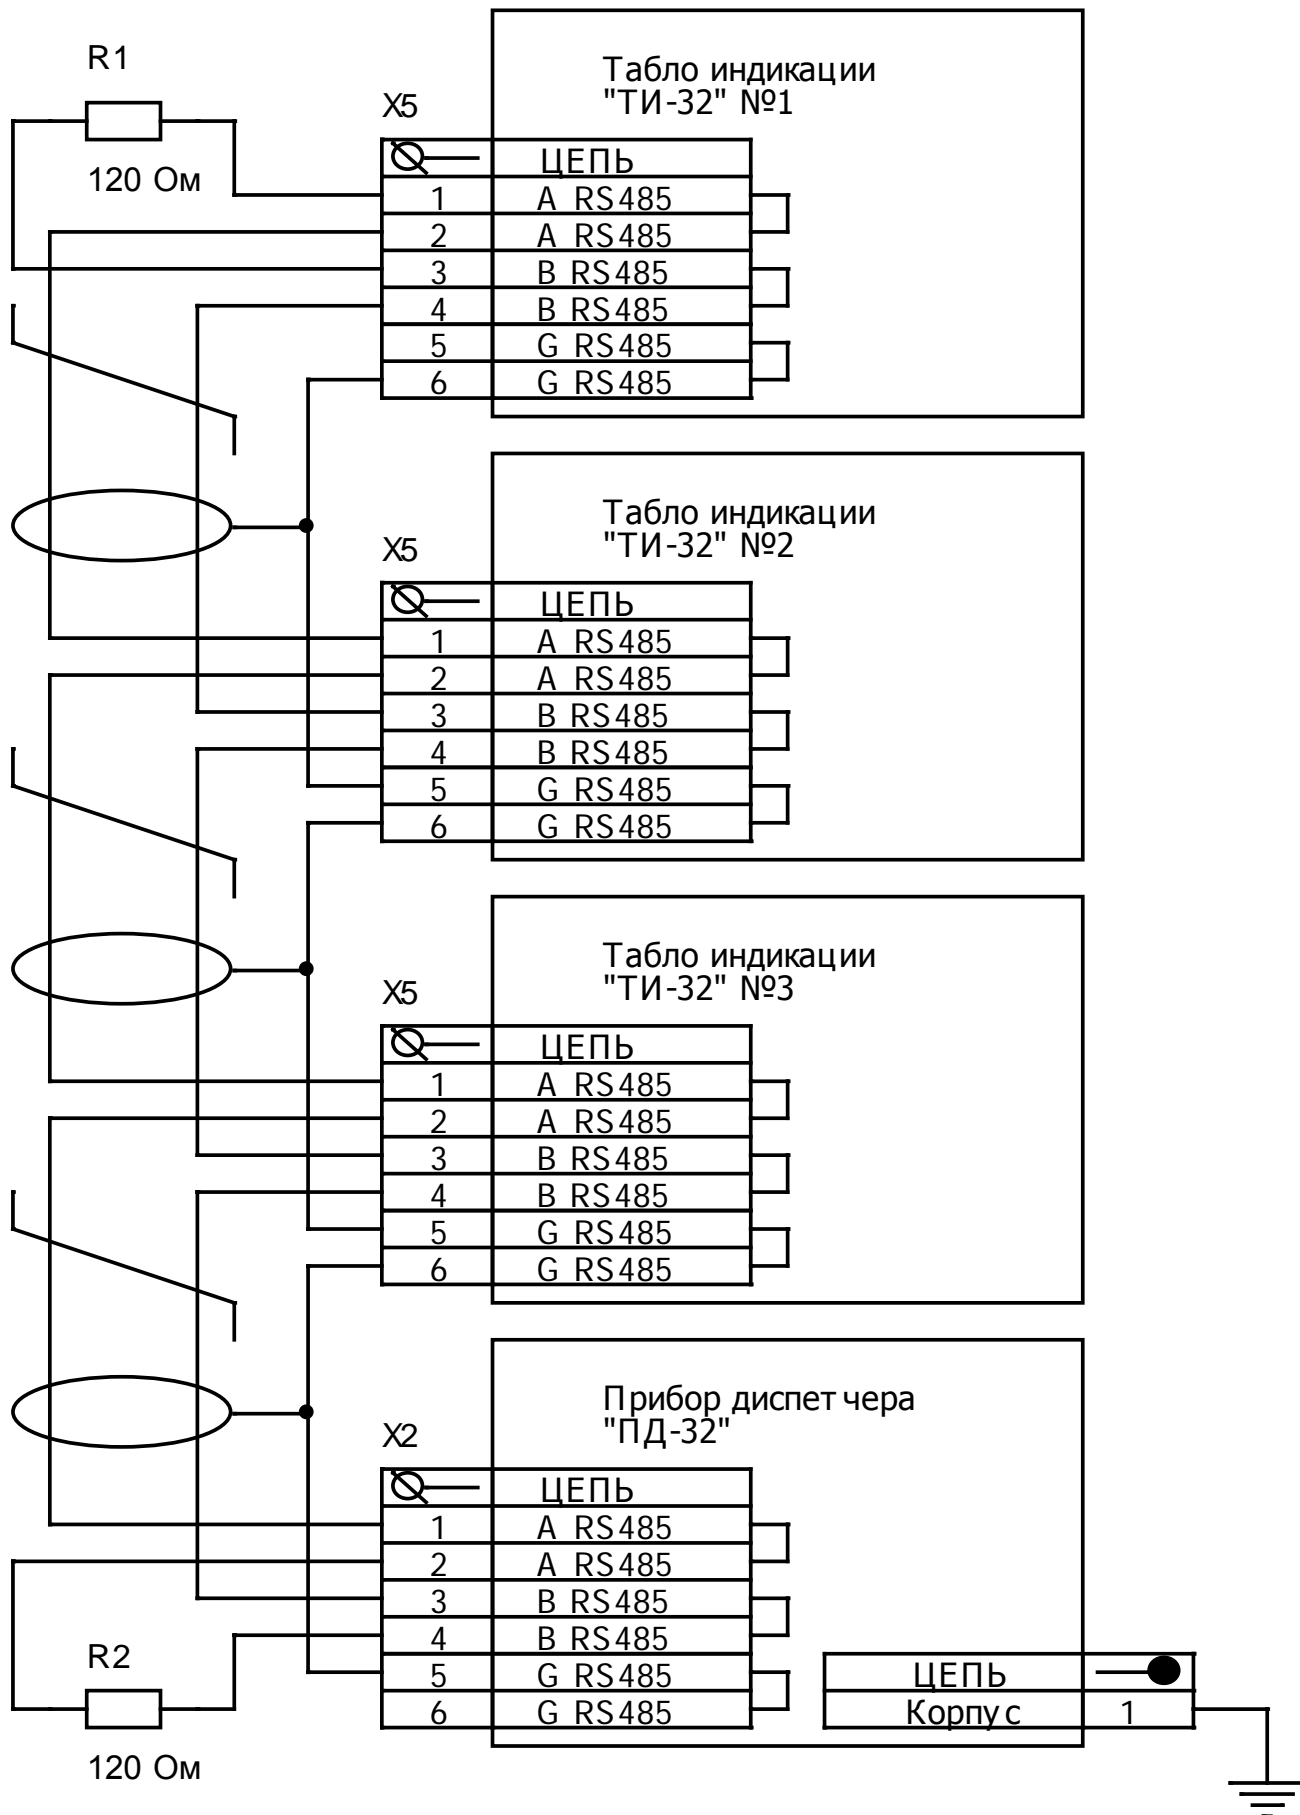 R1
120 Ом
Табло индикации
"ТИ-32" №1
X5
ЦЕПЬ
1 A RS485
2 A RS485
3 B RS485
4 B RS485
5 G RS485
6 G RS485
Табло индикации
"ТИ-32" №2
X5
ЦЕПЬ
1 A RS485
2 A RS485
3 B RS485
4 B RS485
5 G RS485
6 G RS485
Табло индикации
"ТИ-32" №3
X5
ЦЕПЬ
1 A RS485
2 A RS485
3 B RS485
4 B RS485
5 G RS485
6 G RS485
Прибор диспетчера
"ПД-32"
X2
ЦЕПЬ
1 A RS485
2 A RS485
3 B RS485
4 B RS485
5 G RS485
6 G RS485
ЦЕПЬ
Корпус 1
R2
120 Ом